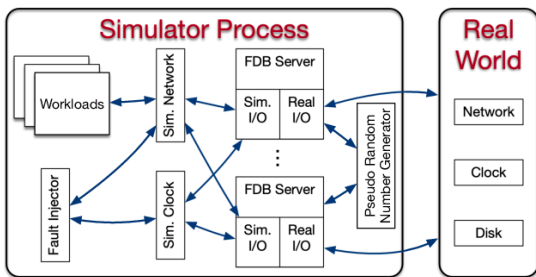 Simulator Process
Real
World
Workloads
Sim. Network
FDB Server
Sim.
I/O
Real
I/O
Pseudo Random
Number Generator
Network
Clock
Disk
Fault Injector
Sim. Clock
...
FDB Server
Sim.
I/O
Real
I/O